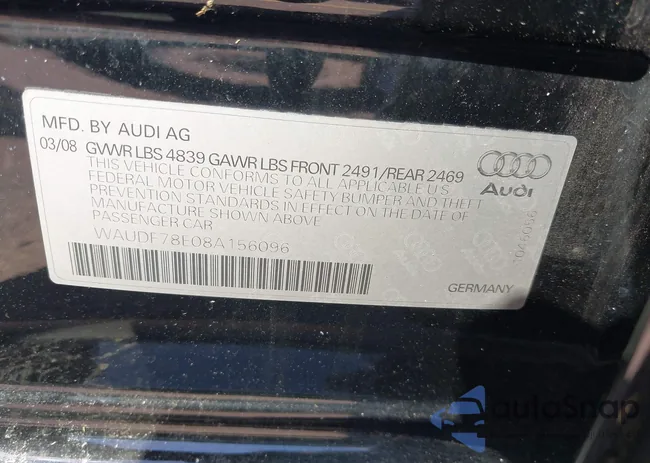 MFD. BY AUDI AG
03/08 GVWR LBS 4839 GAWR LBS FRONT 2491/REAR 2469
THIS VEHICLE CONFORMS TO ALL APPLICABLE U.S.
FEDERAL MOTOR VEHICLE SAFETY BUMPER AND THEFT
PREVENTION STANDARDS IN EFFECT ON THE DATE OF
MANUFACTURE SHOWN ABOVE
PASSENGER CAR
WAUDF78E08A156096
Audi
GERMANY
autoSnap